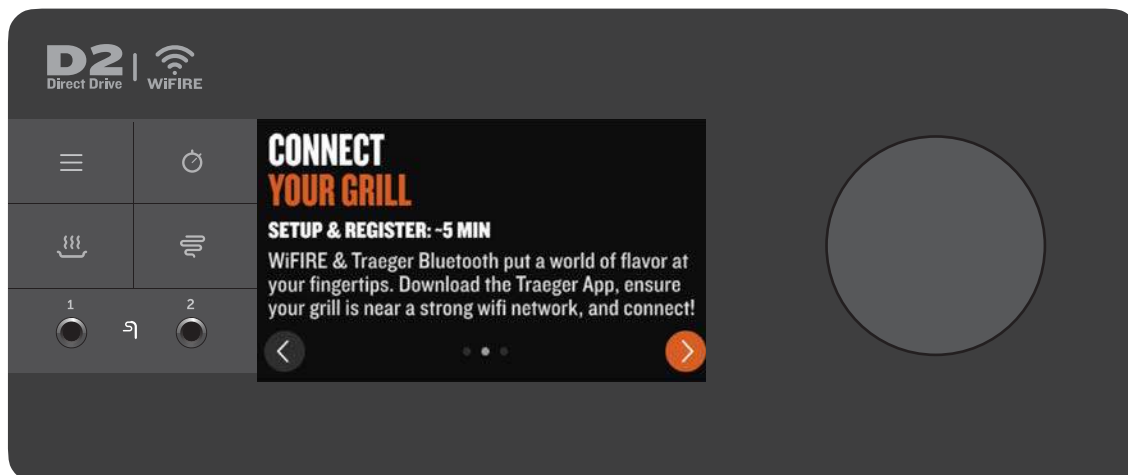 D2
Direct Drive
WiFIRE
CONNECT
YOUR GRILL
SETUP & REGISTER: ~5 MIN
WiFIRE & Traeger Bluetooth put a world of flavor at
your fingertips. Download the Traeger App, ensure
your grill is near a strong wifi network, and connect!
1
2